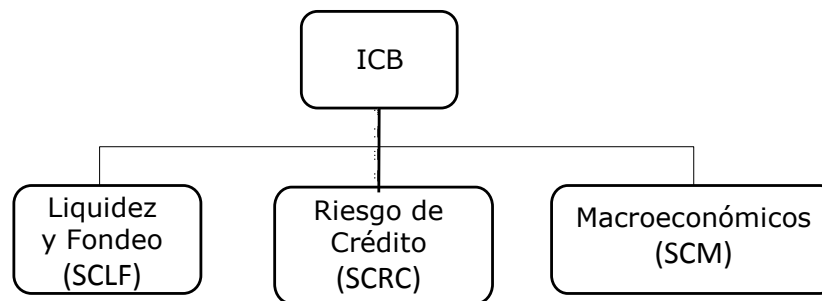 ICB
Liquidez
y Fondeo
(SCLF)
Riesgo de
Crédito
(SCRC)
Macroeconómicos
(SCM)